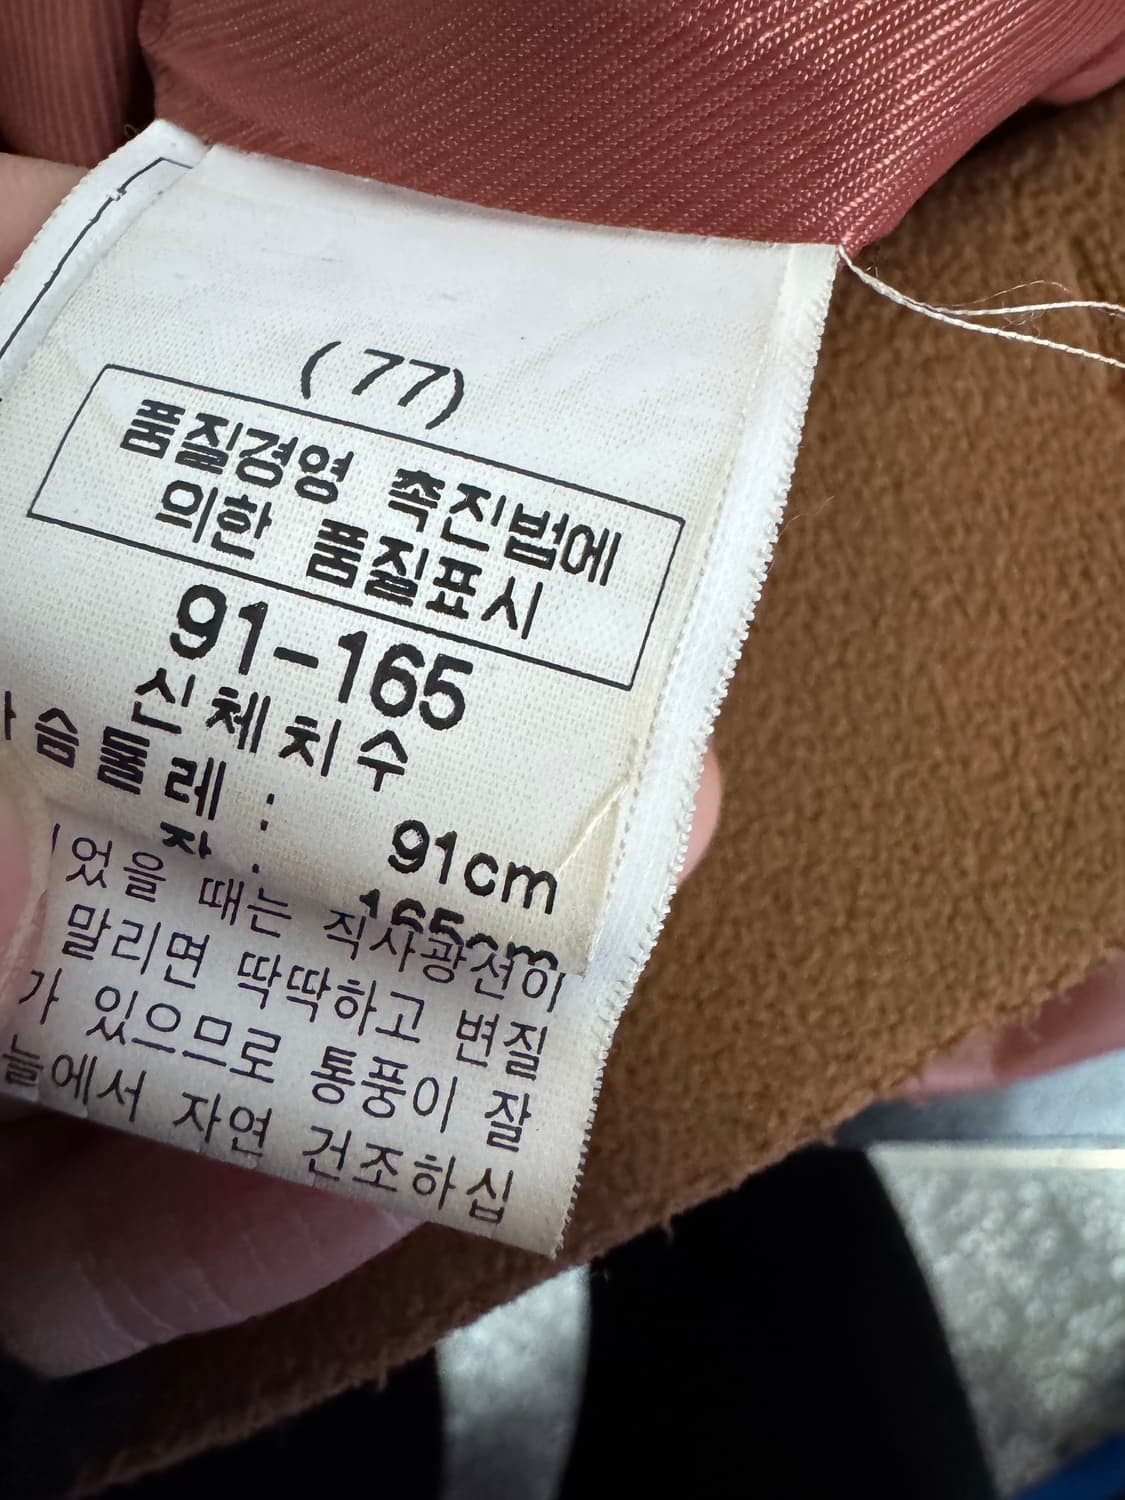 (77)
품질경영 촉진법에
의한 품질표시
91-165
신체치수
슴둘레 : 91cm
165cm
었을 때는 직사광선이
말리면 딱딱하고 변질
가 있으므로 통풍이 잘
늘에서 자연 건조하십